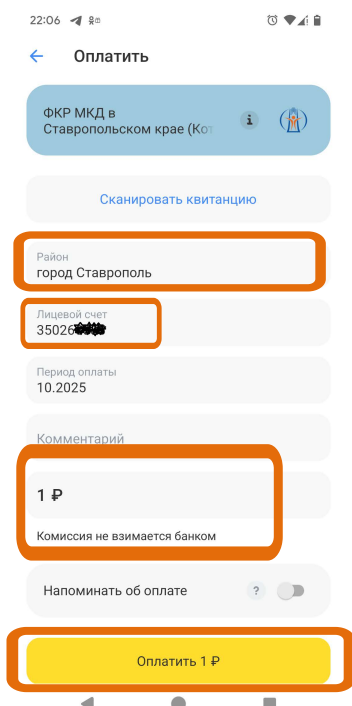 22:06
Оплатить
ФКР МКД в
Ставропольском крае (Кот
Сканировать квитанцию
Район
город Ставрополь
Лицевой счет
35026
Период оплаты
10.2025
Комментарий
1 ₽
Комиссия не взимается банком
Напоминать об оплате ?
Оплатить 1 ₽